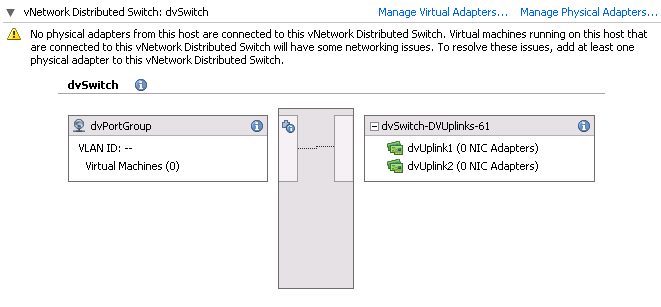 vNetwork Distributed Switch: dvSwitch Manage Virtual Adapters... Manage Physical Adapters...
No physical adapters from this host are connected to this vNetwork Distributed Switch. Virtual machines running on this host that
are connected to this vNetwork Distributed Switch will have some networking issues. To resolve these issues, add at least one
physical adapter to this vNetwork Distributed Switch.
dvSwitch
dvPortGroup
VLAN ID: --
Virtual Machines (0)
dvSwitch-DVUplinks-61
dvUplink1 (0 NIC Adapters)
dvUplink2 (0 NIC Adapters)